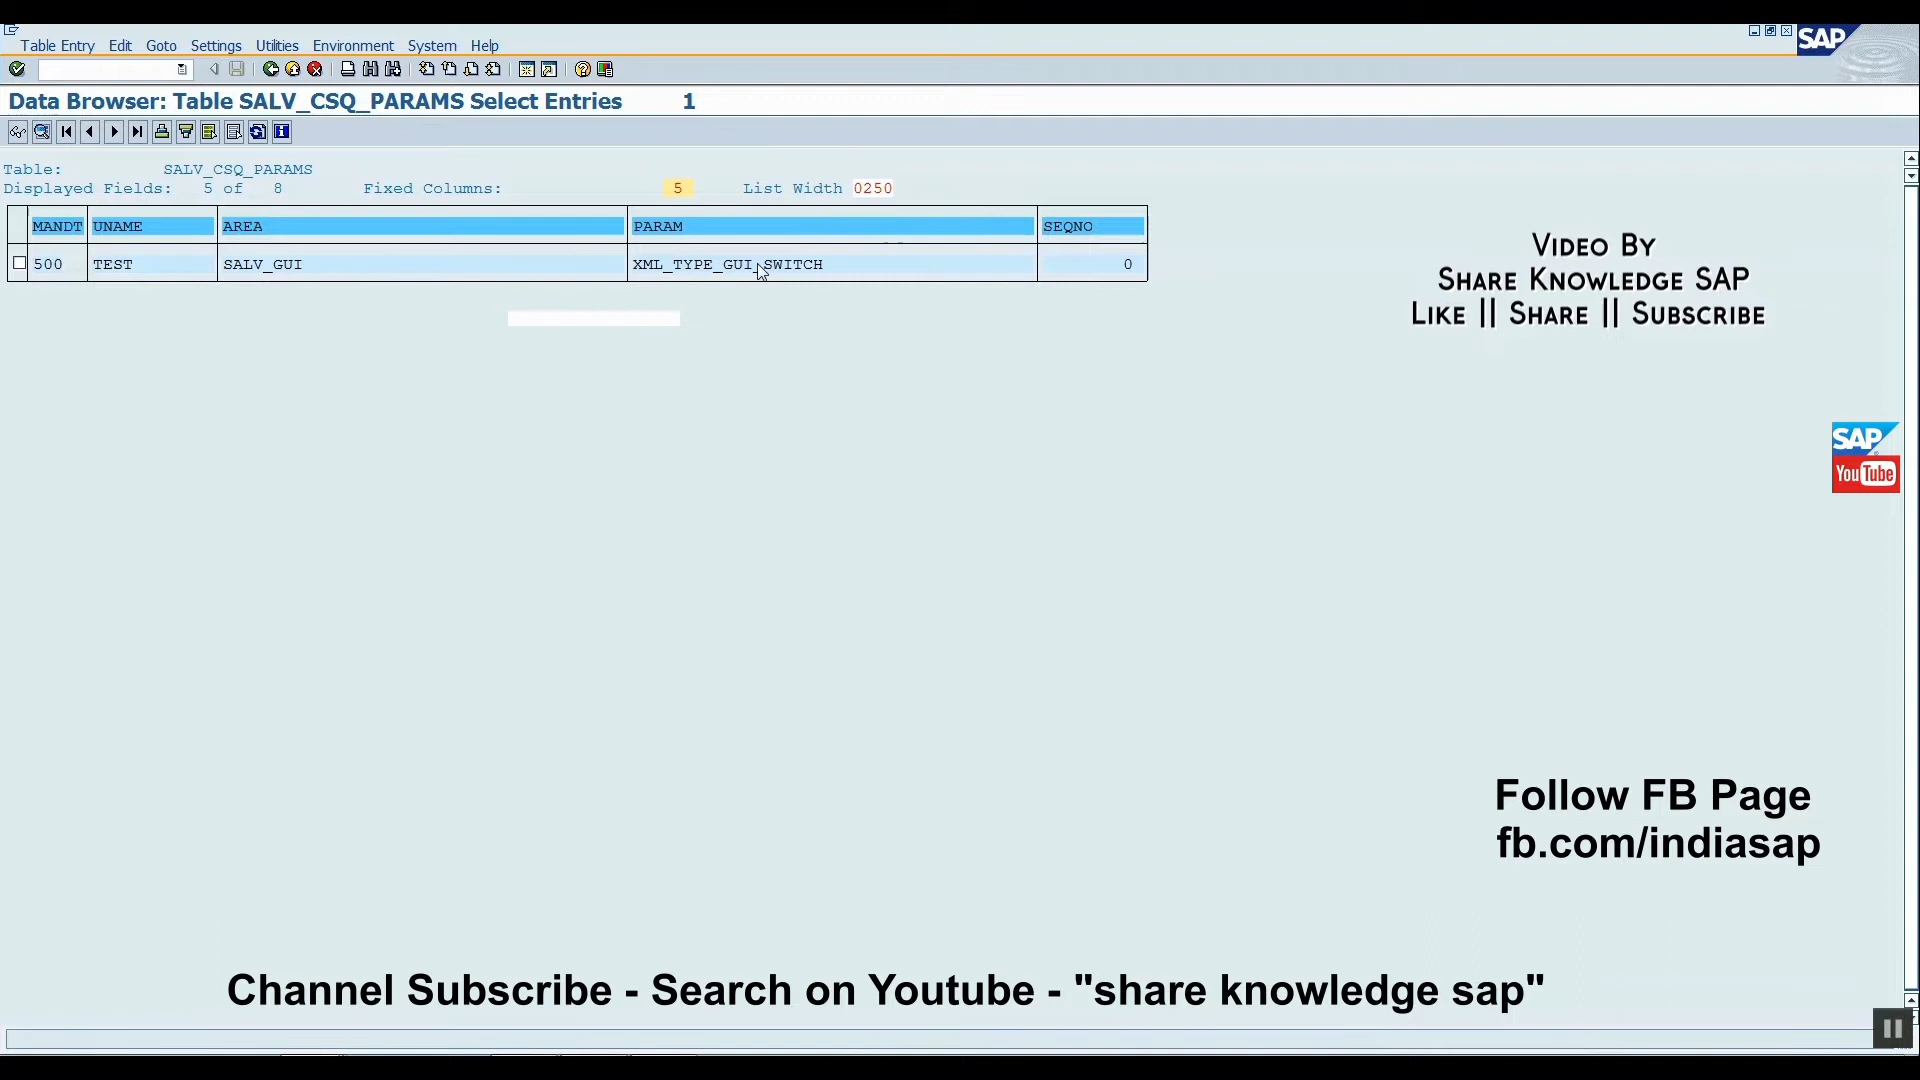 Table Entry Edit Goto Settings Utilities Environment System Help
SAP
Data Browser: Table SALV_CSQ_PARAMS Select Entries 1
Table: SALV_CSQ_PARAMS
Displayed Fields: 5 of 8 Fixed Columns: 5 List Width 0250
MANDT UNAME AREA PARAM SEQNO
500 TEST SALV_GUI XML_TYPE_GUI_SWITCH 0
Video By
Share Knowledge SAP
Like || Share || Subscribe
SAP
YouTube
Follow FB Page
fb.com/indiasap
Channel Subscribe - Search on Youtube - "share knowledge sap"